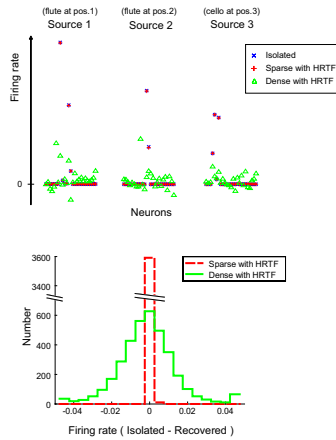 (flute at pos.1) (flute at pos.2) (cello at pos.3)
Source 1 Source 2 Source 3
Isolated
Sparse with HRTF
Dense with HRTF
Firing rate
0
Neurons
3600
3400
600
400
200
0
Number
Sparse with HRTF
Dense with HRTF
-0.04 -0.02 0 0.02 0.04
Firing rate ( Isolated - Recovered )